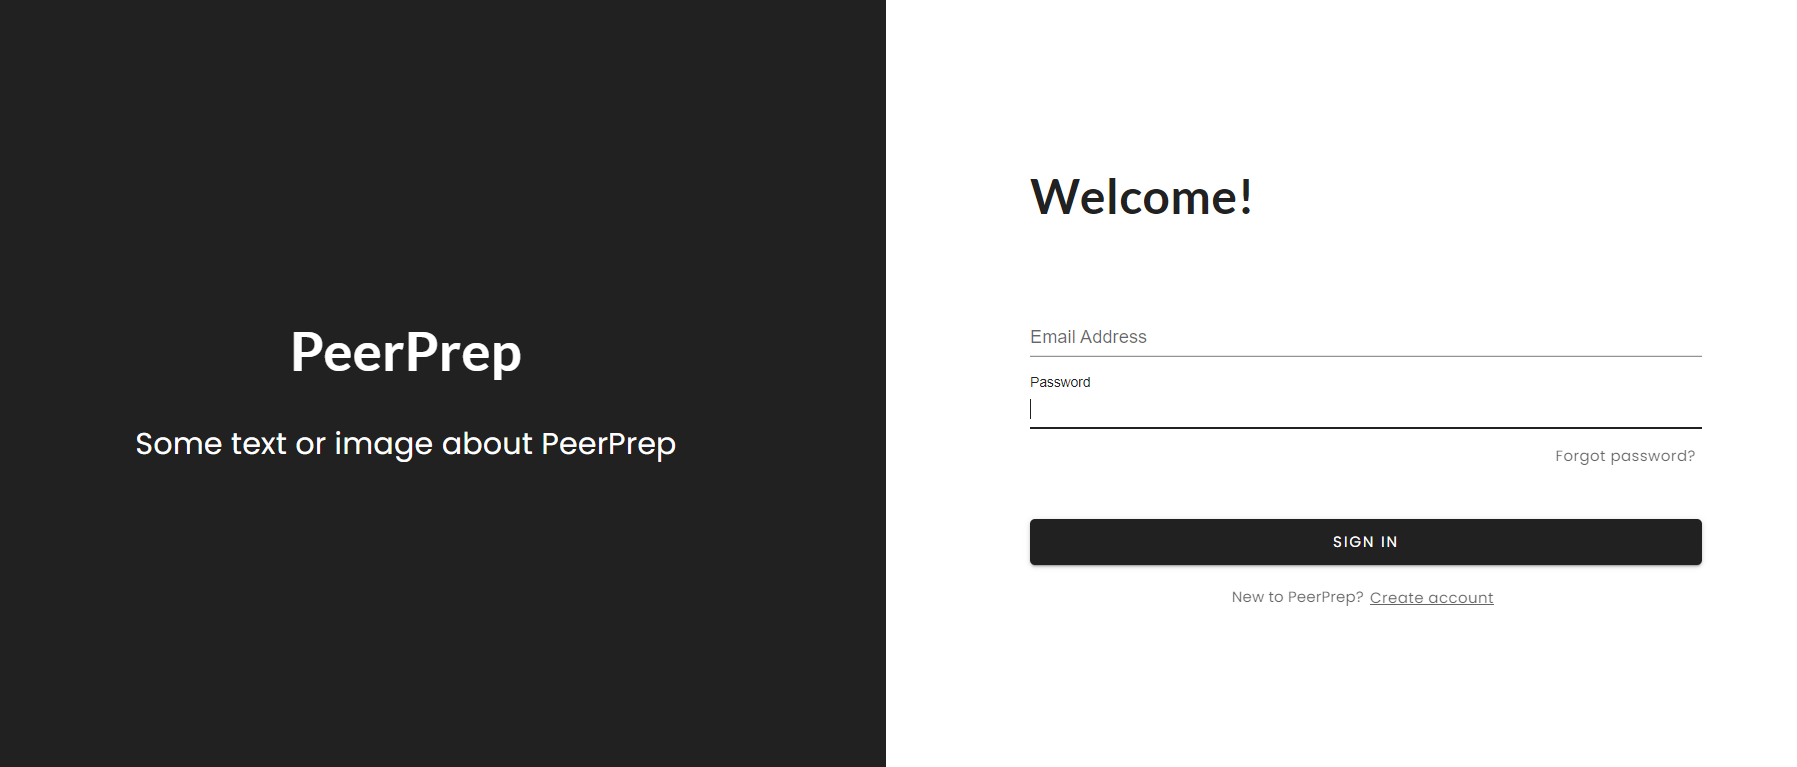 PeerPrep
Some text or image about PeerPrep
Welcome!
Email Address
Password
Forgot password?
SIGN IN
New to PeerPrep? Create account